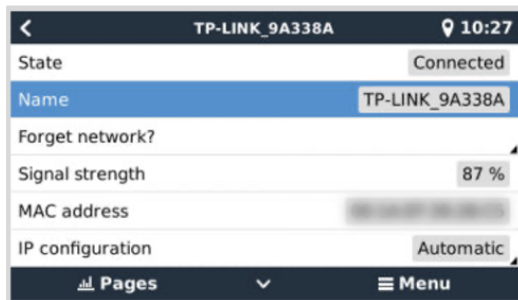 TP-LINK_9A338A 10:27
State Connected
Name TP-LINK_9A338A
Forget network?
Signal strength 87 %
MAC address
IP configuration Automatic
Pages Menu